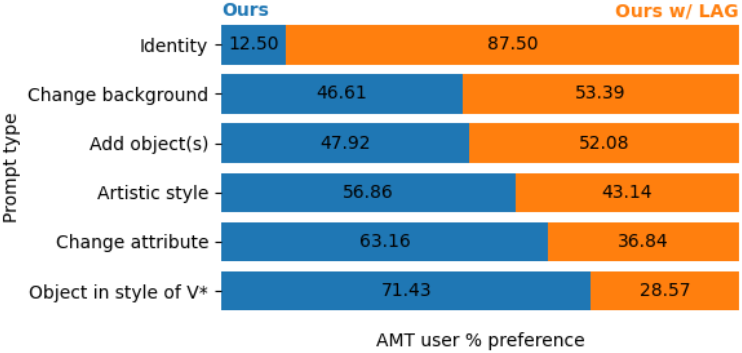 Ours Ours w/ LAG
Identity 12.50 87.50
Change background 46.61 53.39
Add object(s) 47.92 52.08
Artistic style 56.86 43.14
Change attribute 63.16 36.84
Object in style of V* 71.43 28.57
Prompt type
AMT user % preference